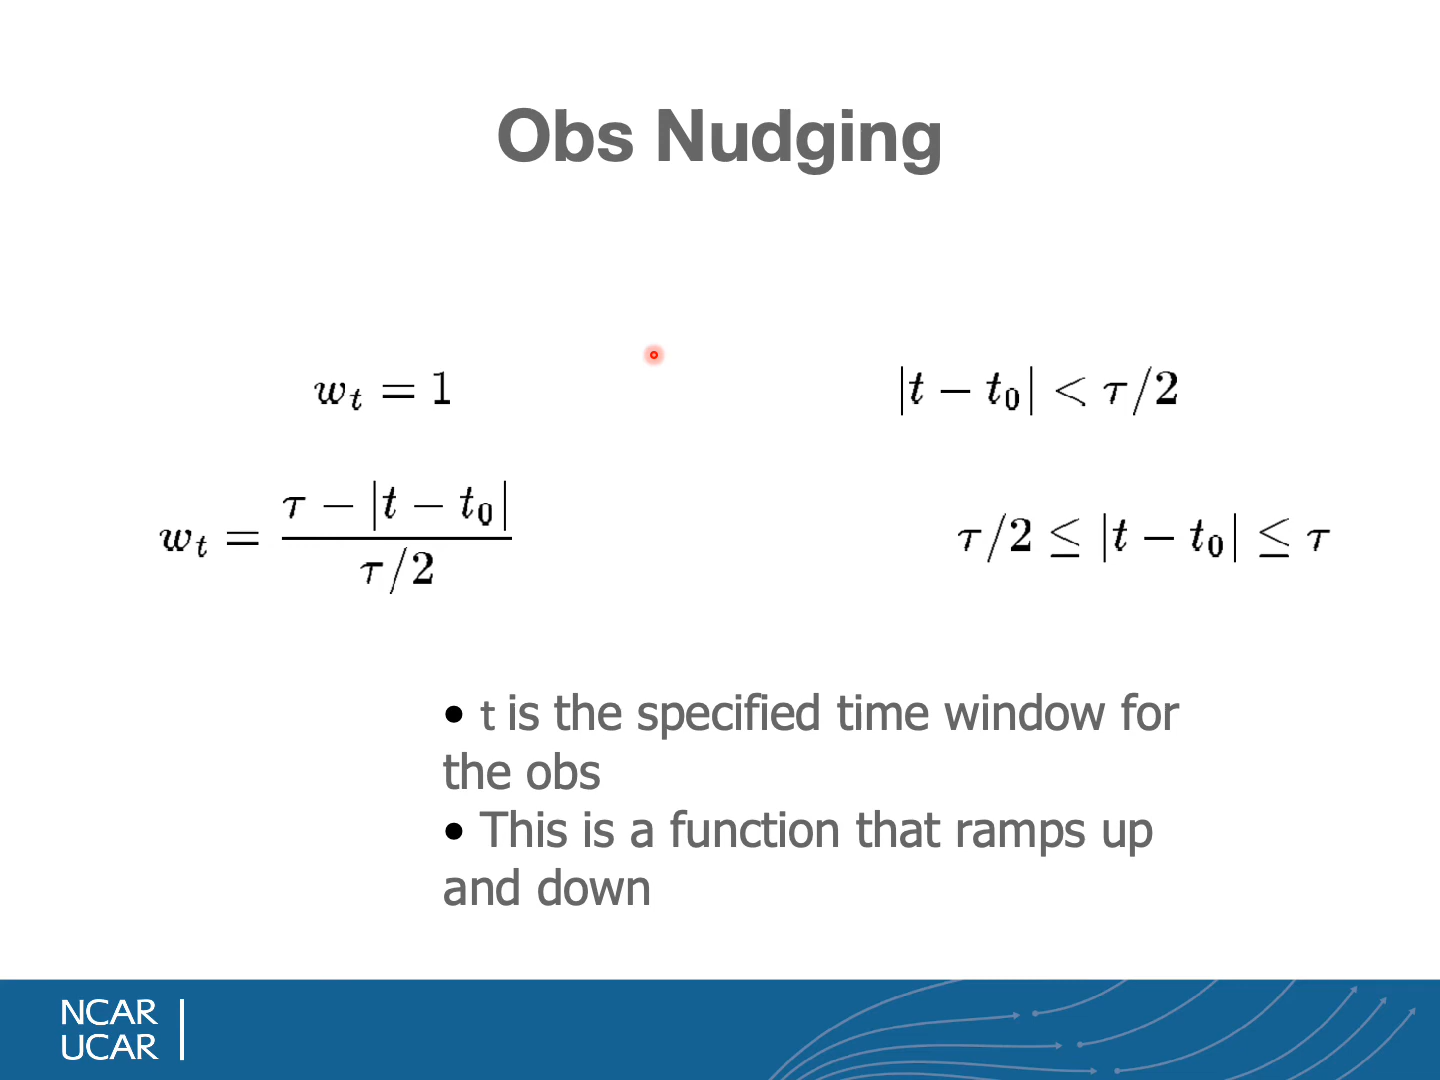 Obs Nudging
w_t = 1 |t − t_0| < τ/2
w_t = \frac{τ − |t − t_0|}{τ/2} τ/2 ≤ |t − t_0| ≤ τ
• t is the specified time window for
the obs
• This is a function that ramps up
and down
NCAR
UCAR